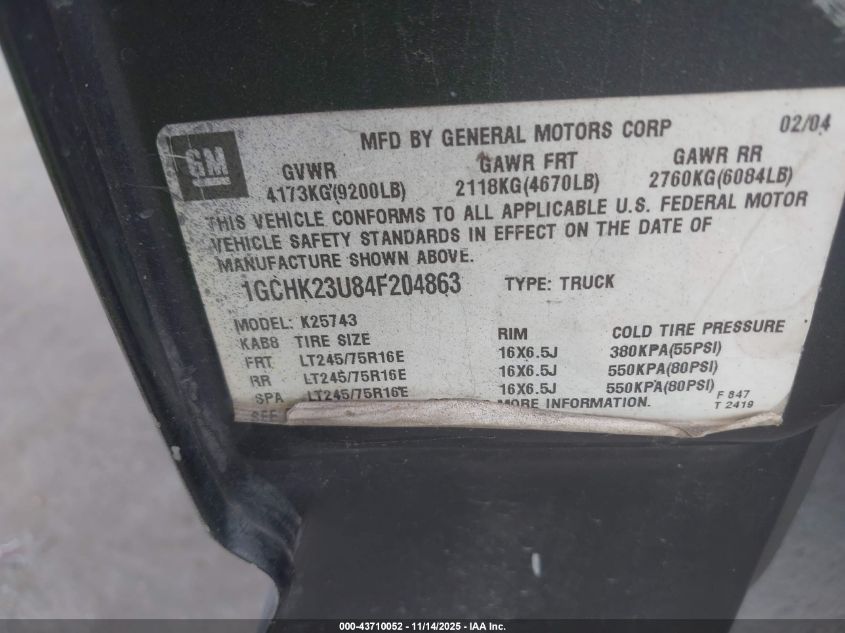 MFD BY GENERAL MOTORS CORP 02/04
GM
GVWR GAWR FRT GAWR RR
4173KG(9200LB) 2118KG(4670LB) 2760KG(6084LB)
THIS VEHICLE CONFORMS TO ALL APPLICABLE U.S. FEDERAL MOTOR
VEHICLE SAFETY STANDARDS IN EFFECT ON THE DATE OF
MANUFACTURE SHOWN ABOVE.
1GCHK23U84F204863 TYPE: TRUCK
MODEL: K25743
KAB8 TIRE SIZE RIM COLD TIRE PRESSURE
FRT LT245/75R16E 16X6.5J 380KPA(55PSI)
RR LT245/75R16E 16X6.5J 550KPA(80PSI)
SPA LT245/75R16E 16X6.5J 550KPA(80PSI)
SEE MORE INFORMATION. F 847
T 2419
000-43710052 - 11/14/2025 - IAA Inc.